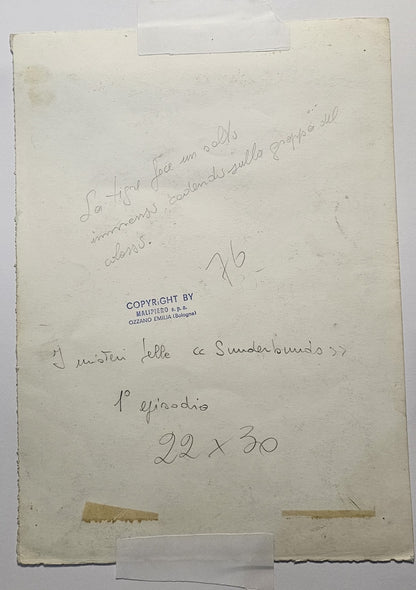 La tigre fece un salto
immenso cadendo sulla groppa del
colosso.
76
COPYRIGHT BY
MALIPIERO s.p.a.
OZZANO EMILIA (Bologna)
I misteri delle << Sunderbunds >>
1° episodio
22 x 30